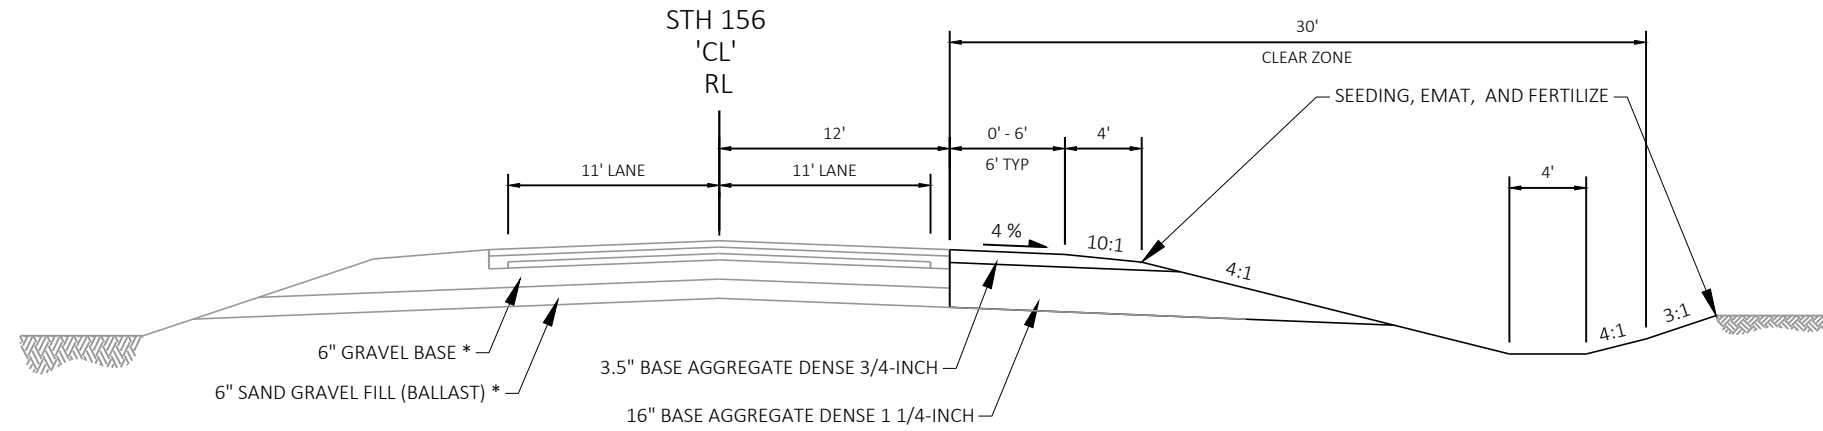 STH 156
'CL'
RL
30'
CLEAR ZONE
SEEDING, EMAT, AND FERTILIZE
12'
0' - 6'
4'
6' TYP
11' LANE
11' LANE
4'
4 %
10:1
4:1
4:1
3:1
6" GRAVEL BASE *
6" SAND GRAVEL FILL (BALLAST) *
3.5" BASE AGGREGATE DENSE 3/4-INCH
16" BASE AGGREGATE DENSE 1 1/4-INCH